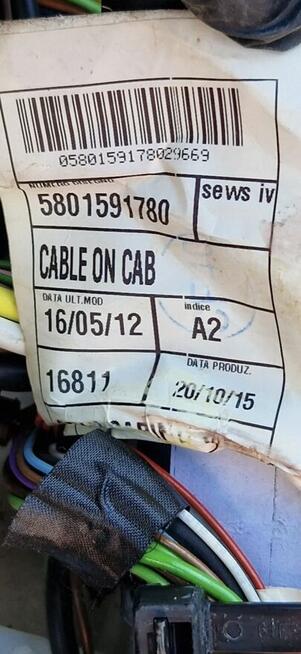 0580159178029669
sews iv
5801591780
CABLE ON CAB
DATA ULT.MOD
16/05/12
indice
A2
16811
DATA PRODUZ.
20/10/15